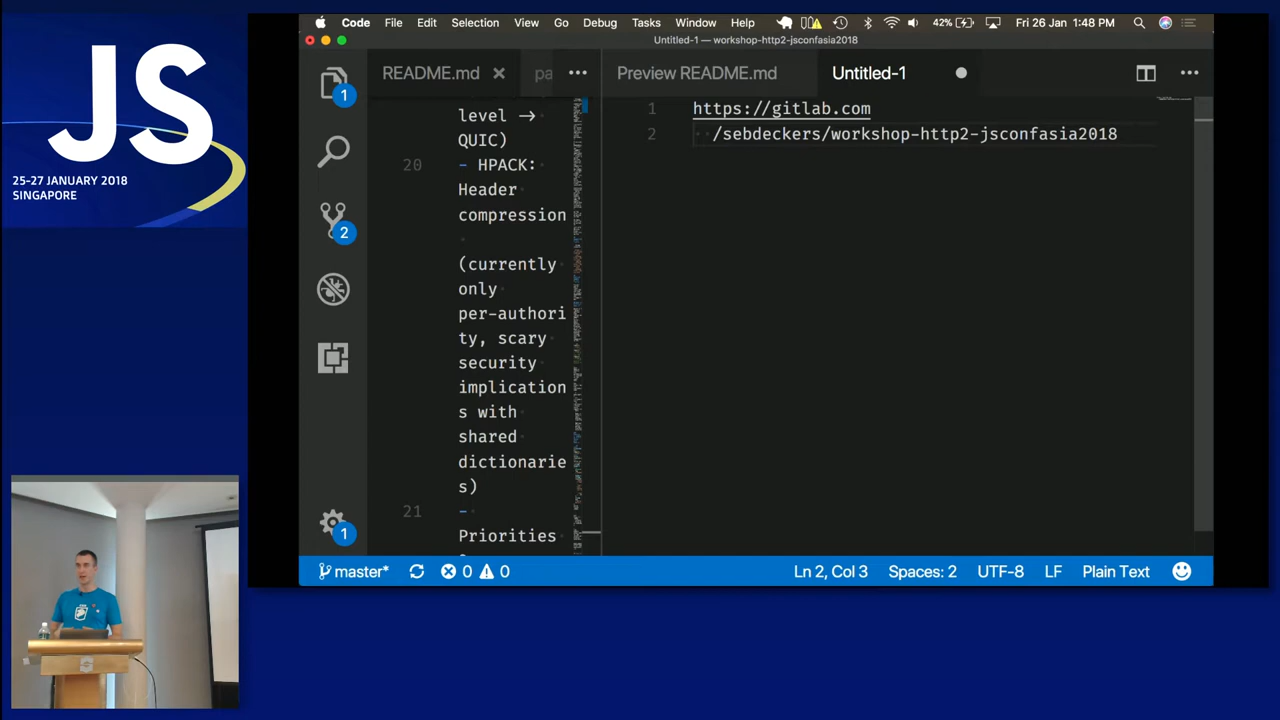 JS
25-27 JANUARY 2018
SINGAPORE
Code File Edit Selection View Go Debug Tasks Window Help 42% Fri 26 Jan 1:48 PM
Untitled-1 — workshop-http2-jsconfasia2018
README.md
Preview README.md
Untitled-1
1
2
1
level →
QUIC)
20 - HPACK:
Header
compression
(currently
only
per-authori
ty, scary
security
implication
s with
shared
dictionarie
s)
21 -
Priorities
1 https://gitlab.com
2 /sebdeckers/workshop-http2-jsconfasia2018
master* 0 0 Ln 2, Col 3 Spaces: 2 UTF-8 LF Plain Text